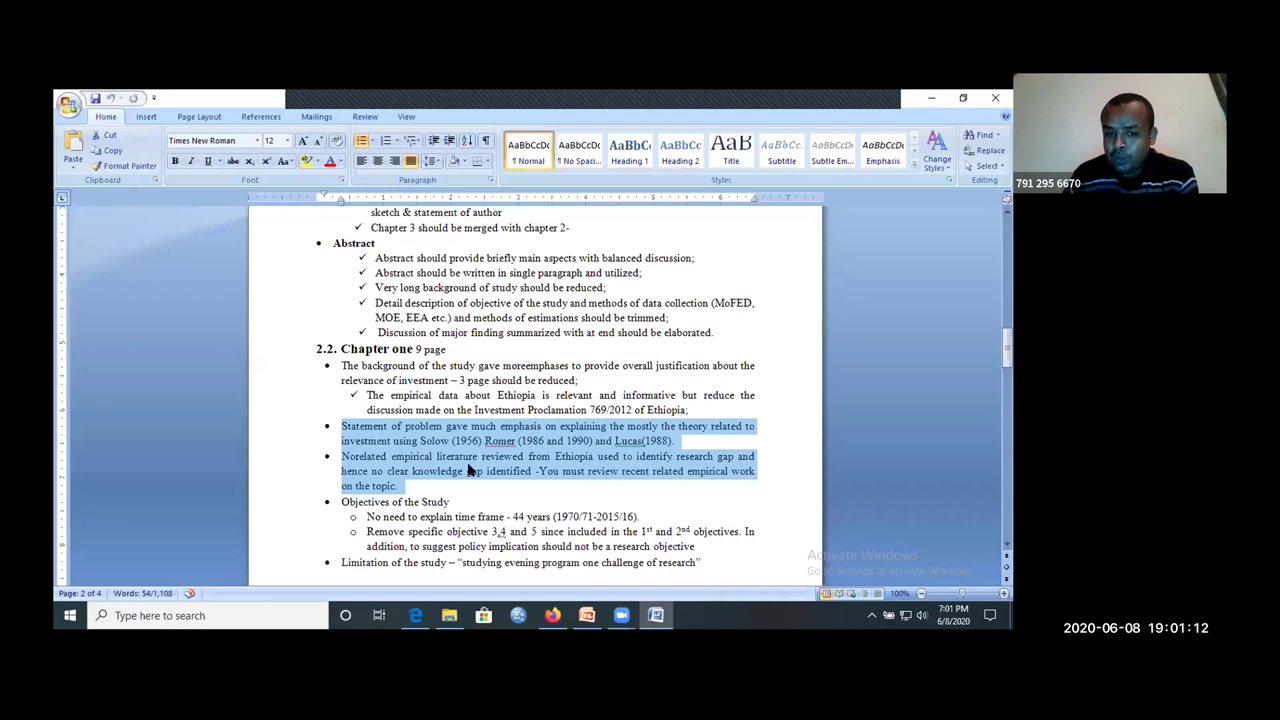 Home Insert Page Layout References Mailings Review View
Cut
Copy
Format Painter
Paste
Clipboard
Times New Roman 12
Font
Paragraph
AaBbCcDc AaBbCcDc AaBbC AaBbCc AaB AaBbCc. AaBbCcDc AaBbCcDc
¶ Normal ¶ No Spaci... Heading 1 Heading 2 Title Subtitle Subtle Em... Emphasis
Change Styles
Styles
Find
Replace
Select
Editing
791 295 6670
sketch & statement of author
✓ Chapter 3 should be merged with chapter 2-
• Abstract
✓ Abstract should provide briefly main aspects with balanced discussion;
✓ Abstract should be written in single paragraph and utilized;
✓ Very long background of study should be reduced;
✓ Detail description of objective of the study and methods of data collection (MoFED,
MOE, EEA etc.) and methods of estimations should be trimmed;
✓ Discussion of major finding summarized with at end should be elaborated.
2.2. Chapter one 9 page
• The background of the study gave moreemphases to provide overall justification about the
relevance of investment – 3 page should be reduced;
✓ The empirical data about Ethiopia is relevant and informative but reduce the
discussion made on the Investment Proclamation 769/2012 of Ethiopia;
• Statement of problem gave much emphasis on explaining the mostly the theory related to
investment using Solow (1956) Romer (1986 and 1990) and Lucas(1988).
• Norelated empirical literature reviewed from Ethiopia used to identify research gap and
hence no clear knowledge gap identified -You must review recent related empirical work
on the topic.
• Objectives of the Study
o No need to explain time frame - 44 years (1970/71-2015/16).
o Remove specific objective 3,4 and 5 since included in the 1st and 2nd objectives. In
addition, to suggest policy implication should not be a research objective
• Limitation of the study – “studying evening program one challenge of research”
Activate Windows
Go to Settings to activate Windows.
Page: 2 of 4 Words: 54/1,108 100%
Type here to search
7:01 PM
6/8/2020
2020-06-08 19:01:12